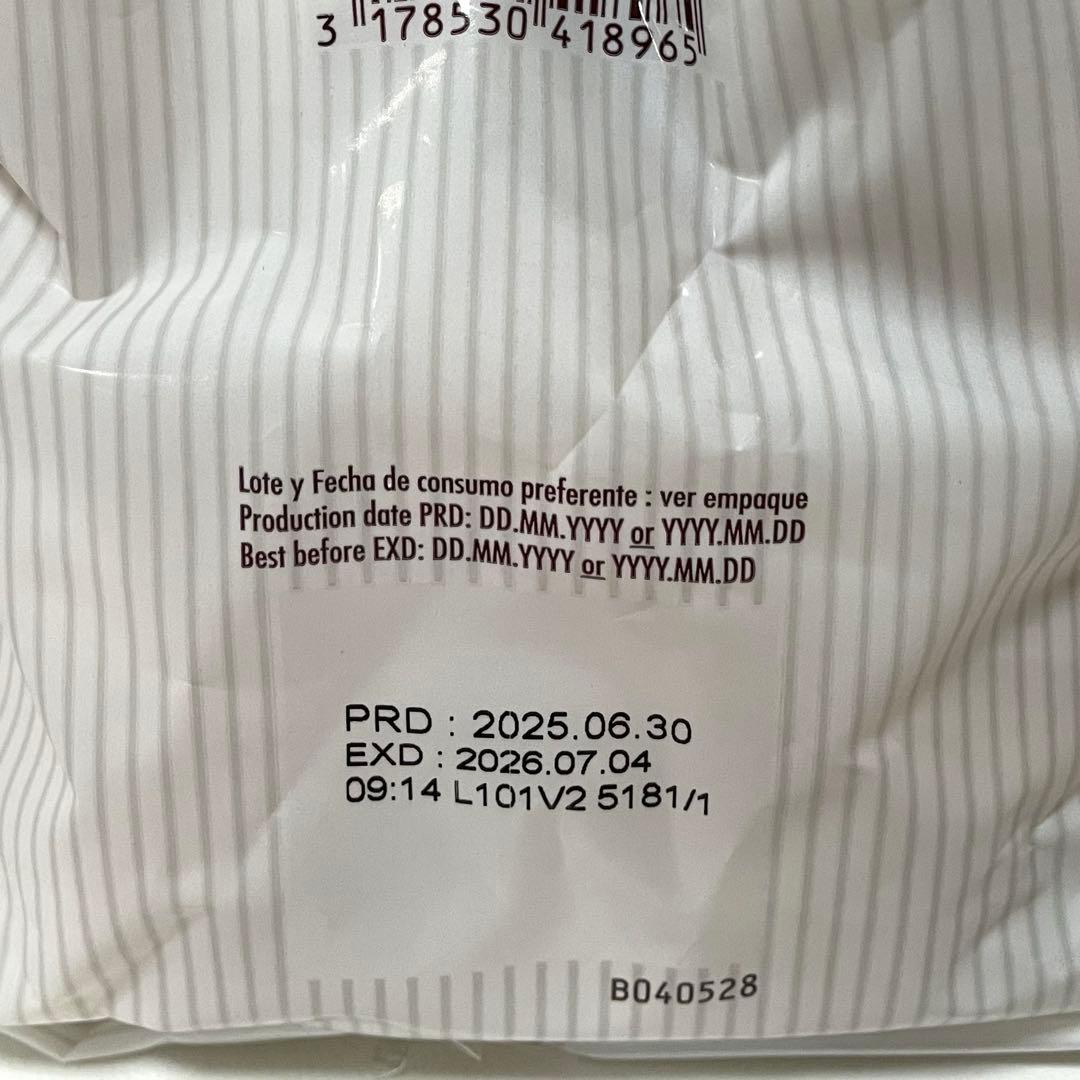 3 178530 418965
Lote y Fecha de consumo preferente : ver empaque
Production date PRD: DD.MM.YYYY or YYYY.MM.DD
Best before EXD: DD.MM.YYYY or YYYY.MM.DD
PRD : 2025.06.30
EXD : 2026.07.04
09:14 L101V2 5181/1
B040528